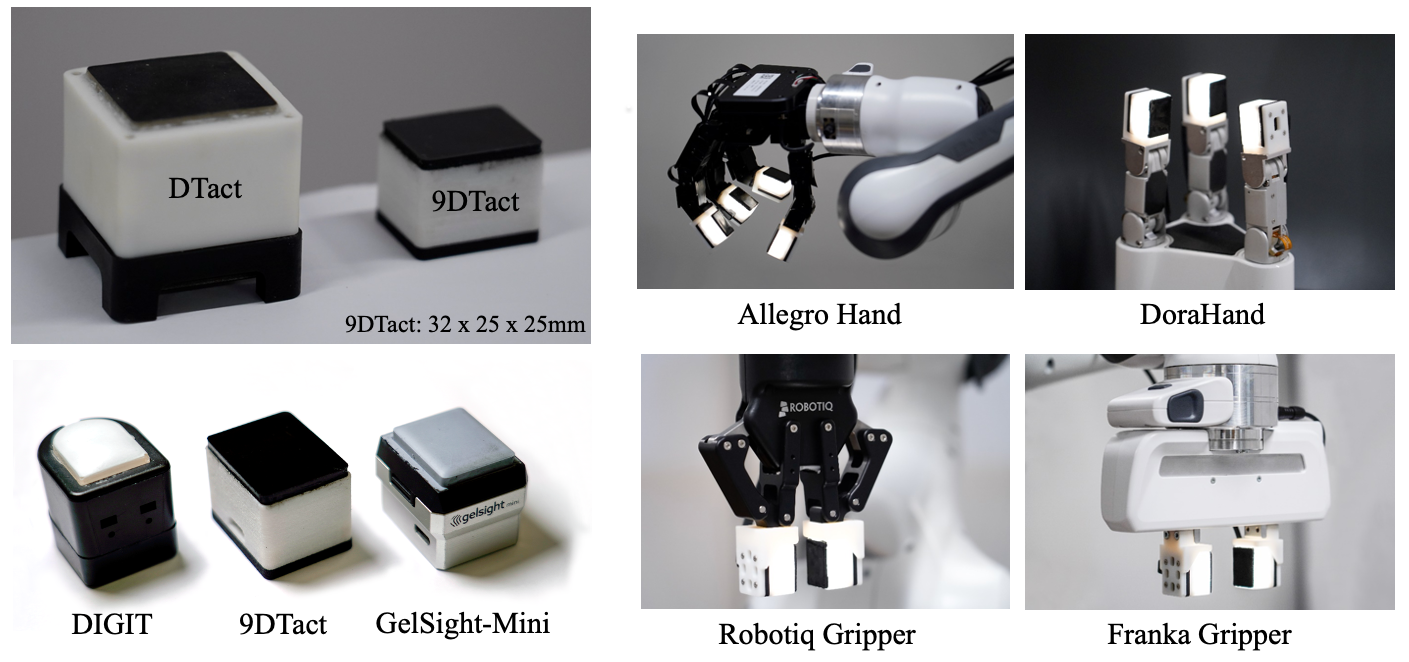 DTact
9DTact
9DTact: 32 x 25 x 25mm
Allegro Hand
DoraHand
gelsight mini
DIGIT
9DTact
GelSight-Mini
ROBOTIQ
Robotiq Gripper
Franka Gripper